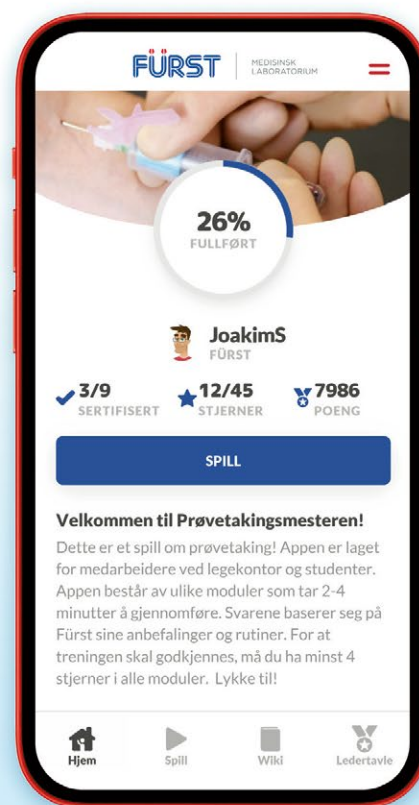 FÜRST
MEDISINSK
LABORATORIUM
26%
FULLFØRT
JoakimS
FÜRST
3/9
SERTIFISERT
12/45
STJERNER
7986
POENG
SPILL
Velkommen til Prøvetakingsmesteren!
Dette er et spill om prøvetaking! Appen er laget
for medarbeidere ved legekontor og studenter.
Appen består av ulike moduler som tar 2-4
minutter å gjennomføre. Svarene baserer seg på
Fürst sine anbefalinger og rutiner. For at
treningen skal godkjennes, må du ha minst 4
stjerner i alle moduler. Lykke til!
Hjem
Spill
Wiki
Ledertavle